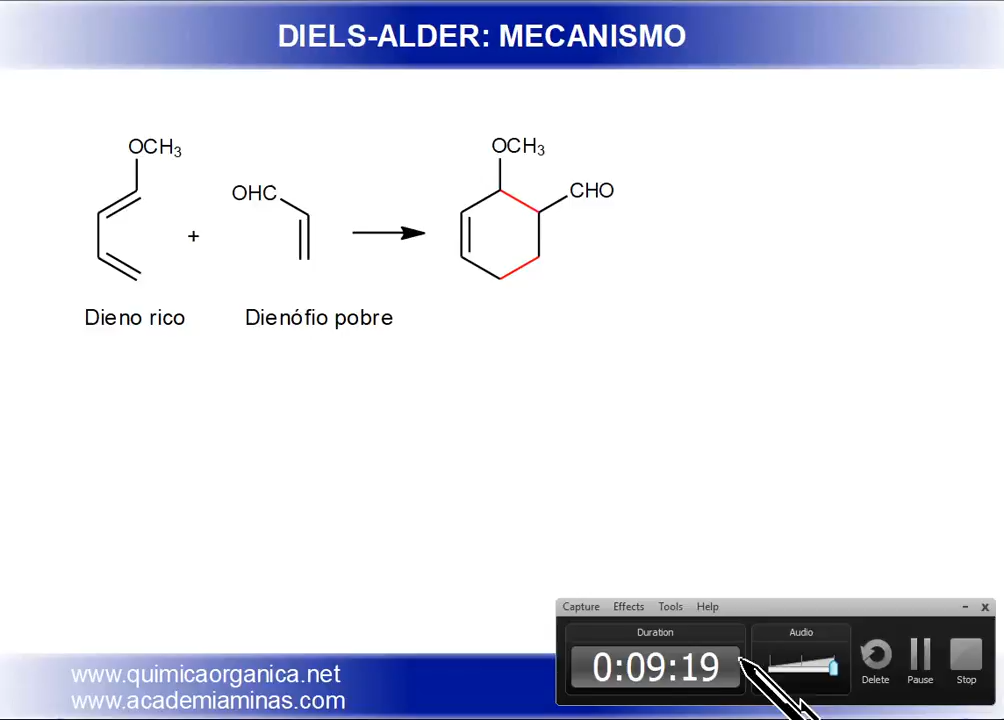 DIELS-ALDER: MECANISMO
OCH3
OHC
+
OCH3
CHO
Dieno rico
Dienófio pobre
Capture Effects Tools Help
Duration
Audio
0:09:19
Delete Pause Stop
www.quimicaorganica.net
www.academiaminas.com